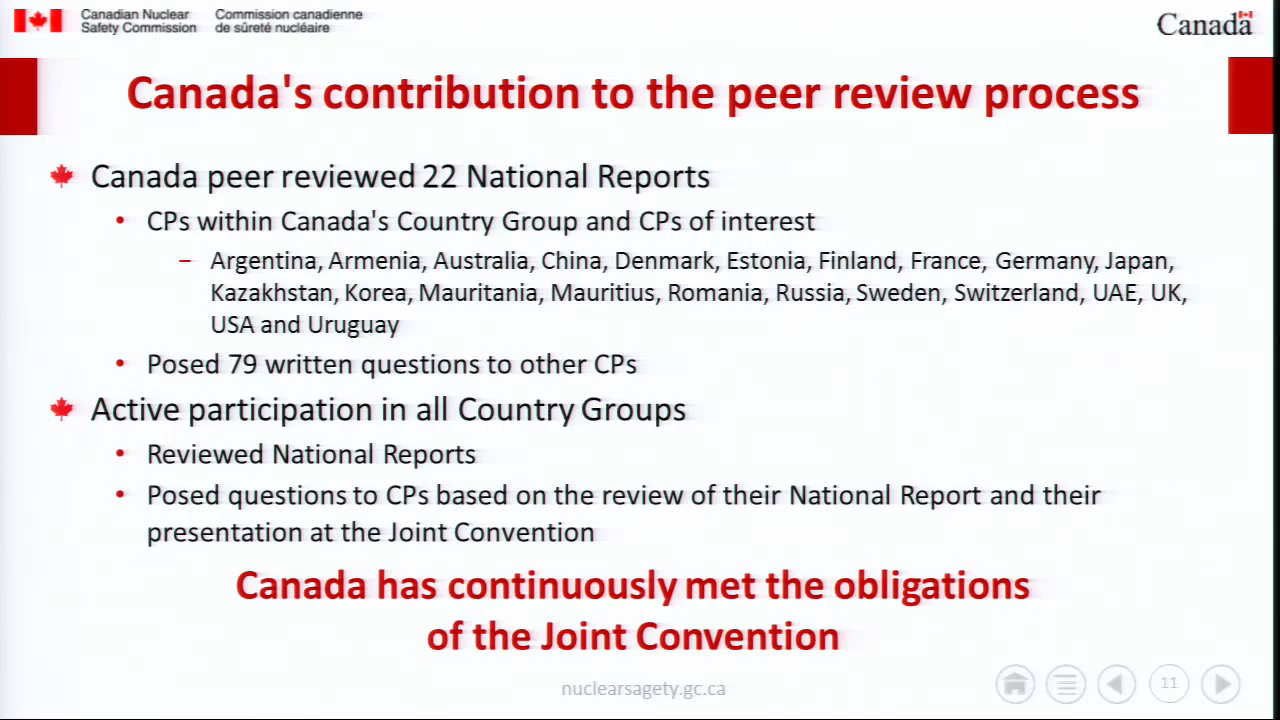 Canadian Nuclear Safety Commission
Commission canadienne de sûreté nucléaire
Canada
Canada's contribution to the peer review process
Canada peer reviewed 22 National Reports
• CPs within Canada's Country Group and CPs of interest
– Argentina, Armenia, Australia, China, Denmark, Estonia, Finland, France, Germany, Japan,
Kazakhstan, Korea, Mauritania, Mauritius, Romania, Russia, Sweden, Switzerland, UAE, UK,
USA and Uruguay
• Posed 79 written questions to other CPs
Active participation in all Country Groups
• Reviewed National Reports
• Posed questions to CPs based on the review of their National Report and their
presentation at the Joint Convention
Canada has continuously met the obligations
of the Joint Convention
nuclearsagety.gc.ca
11